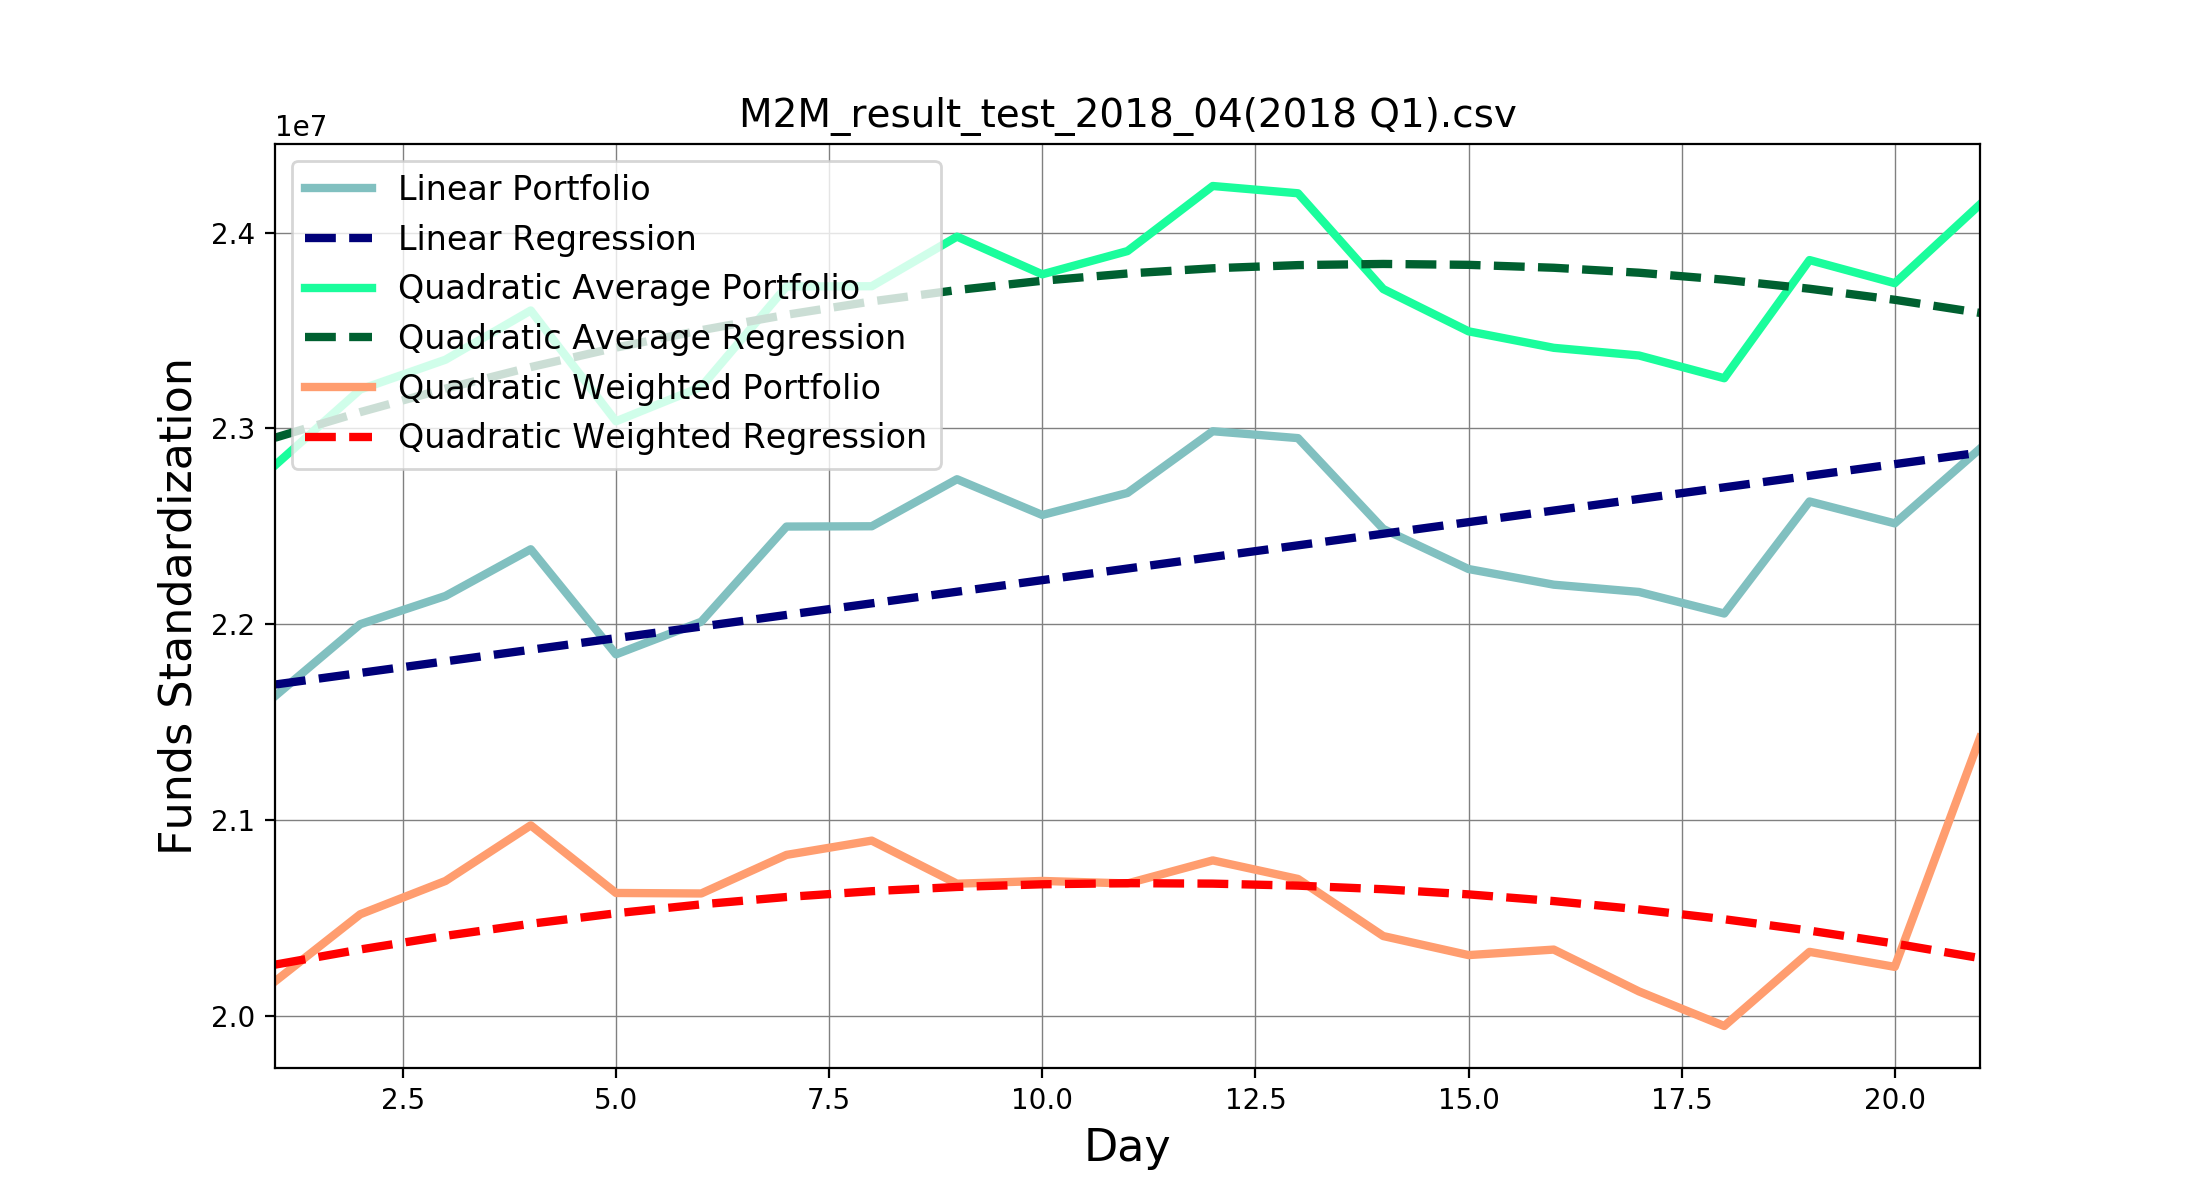 M2M_result_test_2018_04(2018 Q1).csv
1e7
Linear Portfolio
Linear Regression
Quadratic Average Portfolio
Quadratic Average Regression
Quadratic Weighted Portfolio
Quadratic Weighted Regression
2.4
2.3
2.2
2.1
2.0
Funds Standardization
2.5 5.0 7.5 10.0 12.5 15.0 17.5 20.0
Day